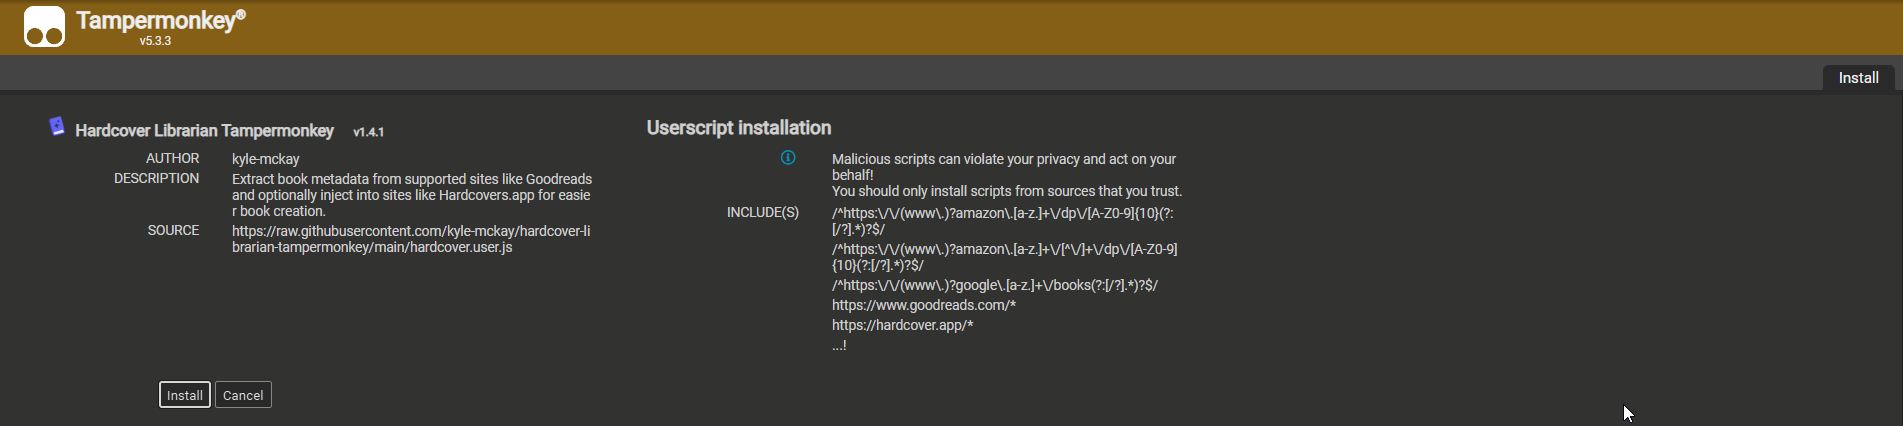 Tampermonkey®
v5.3.3
Install
Hardcover Librarian Tampermonkey v1.4.1
AUTHOR kyle-mckay
DESCRIPTION Extract book metadata from supported sites like Goodreads
and optionally inject into sites like Hardcovers.app for easie
r book creation.
SOURCE https://raw.githubusercontent.com/kyle-mckay/hardcover-li
brarian-tampermonkey/main/hardcover.user.js
Userscript installation
Malicious scripts can violate your privacy and act on your
behalf!
You should only install scripts from sources that you trust.
INCLUDE(S) /^https:\/\/(www\.)?amazon\.[a-z.]+\/dp\/[A-Z0-9]{10}(?:
[/?].*)?$/
/^https:\/\/(www\.)?amazon\.[a-z.]+\/[^\/]+\/dp\/[A-Z0-9]
{10}(?:[/?].*)?$/
/^https:\/\/(www\.)?google\.[a-z.]+\/books(?:[/?].*)?$/
https://www.goodreads.com/*
https://hardcover.app/*
...!
Install Cancel